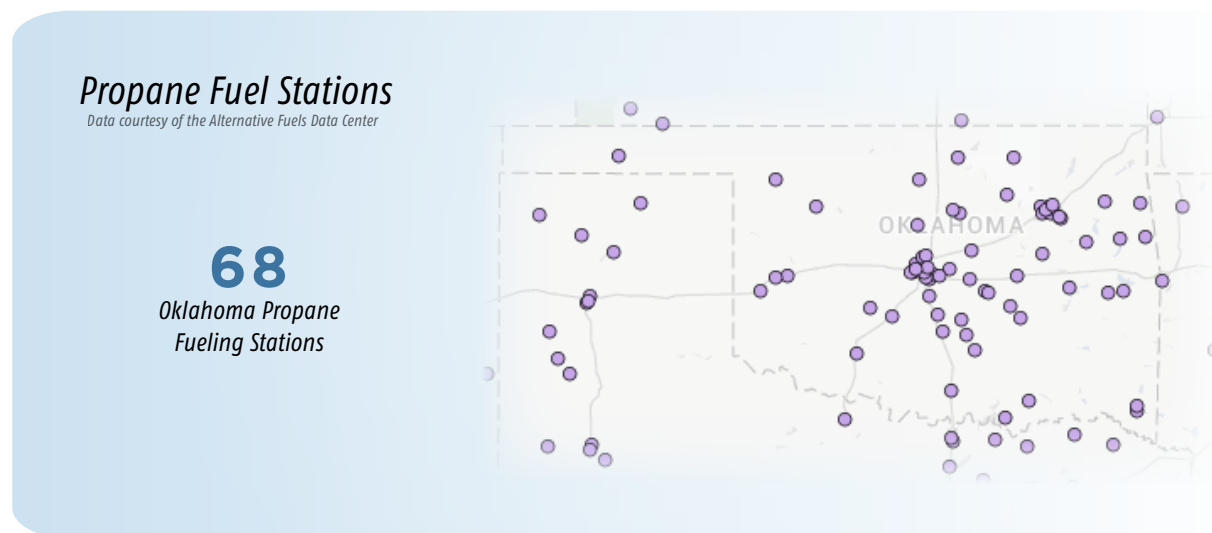 Propane Fuel Stations
Data courtesy of the Alternative Fuels Data Center
68
Oklahoma Propane
Fueling Stations
OKLAHOMA